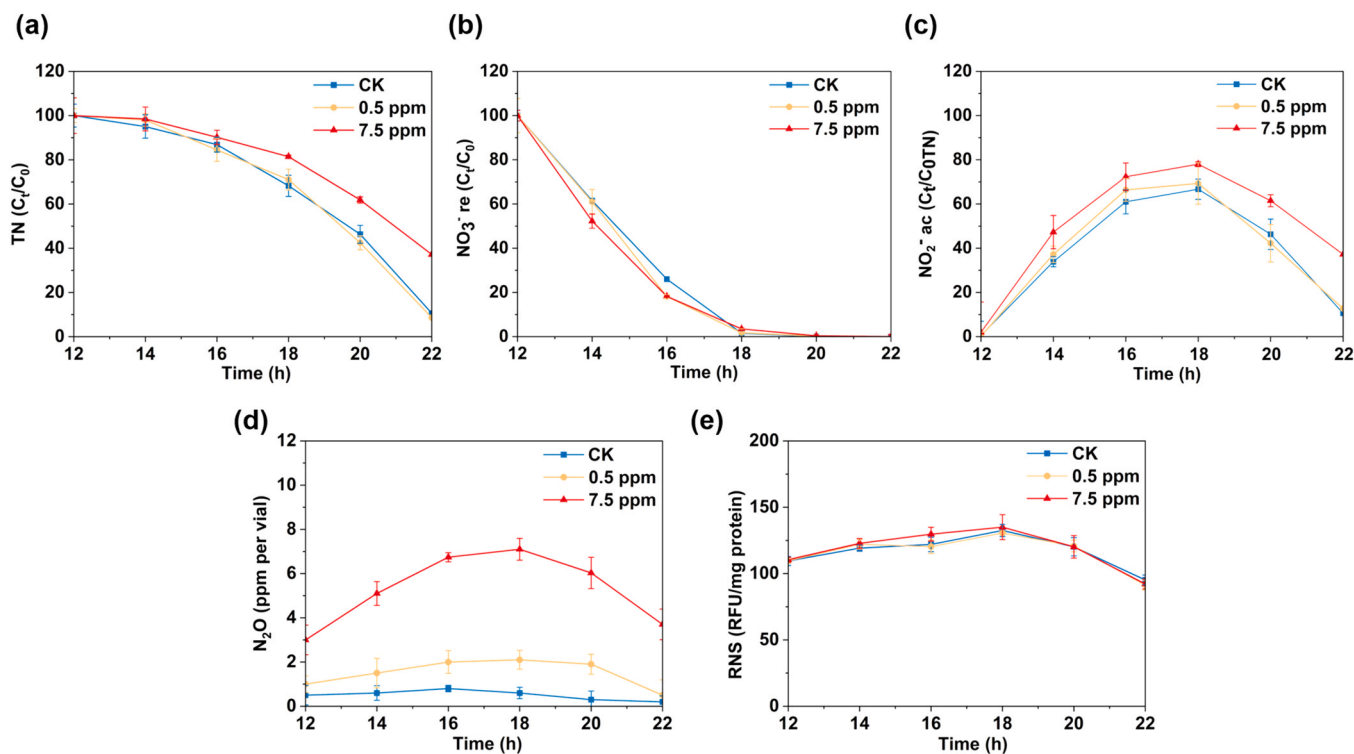 (a)
TN (Cₜ/C₀)
120
100
80
60
40
20
0
12 14 16 18 20 22
Time (h)
CK
0.5 ppm
7.5 ppm
(b)
NO₃⁻ re (Cₜ/C₀)
120
100
80
60
40
20
0
12 14 16 18 20 22
Time (h)
CK
0.5 ppm
7.5 ppm
(c)
NO₂⁻ ac (Cₜ/C₀TN)
120
100
80
60
40
20
0
12 14 16 18 20 22
Time (h)
CK
0.5 ppm
7.5 ppm
(d)
N₂O (ppm per vial)
12
10
8
6
4
2
0
12 14 16 18 20 22
Time (h)
CK
0.5 ppm
7.5 ppm
(e)
RNS (RFU/mg protein)
200
150
100
50
0
12 14 16 18 20 22
Time (h)
CK
0.5 ppm
7.5 ppm